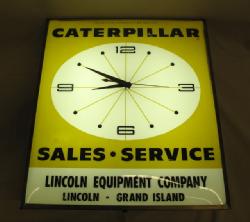 CATERPILLAR
12
9 3
6
SALES • SERVICE
LINCOLN EQUIPMENT COMPANY
LINCOLN - GRAND ISLAND